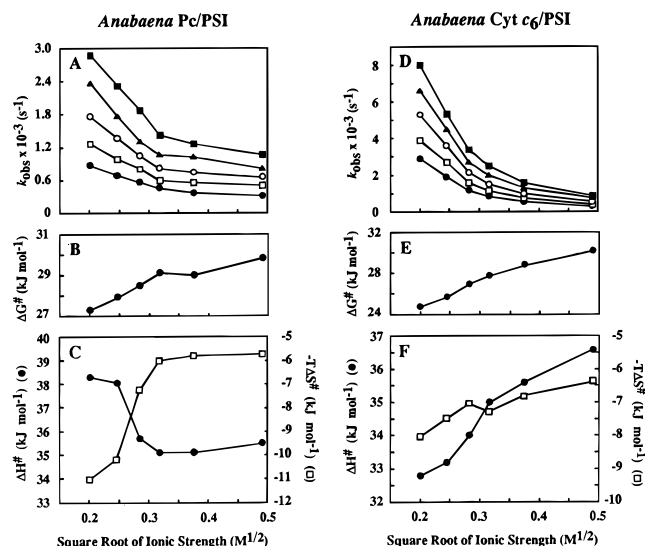 Anabaena Pc/PSI
Anabaena Cyt c6/PSI
A
3.0
2.4
1.8
1.2
0.6
0
kobs x 10-3 (s-1)
B
31
29
27
ΔG# (kJ mol-1)
C
40
39
38
37
36
35
34
33
ΔH# (kJ mol-1) (●)
-5
-6
-7
-8
-9
-10
-11
-12
-TΔS# (kJ mol-1) (□)
0.2 0.3 0.4 0.5
Square Root of Ionic Strength (M1/2)
D
8
6
4
2
0
kobs x 10-3 (s-1)
E
32
28
24
ΔG# (kJ mol-1)
F
37
36
35
34
33
32
ΔH# (kJ mol-1) (●)
-5
-6
-7
-8
-9
-10
-TΔS# (kJ mol-1) (□)
0.2 0.3 0.4 0.5
Square Root of Ionic Strength (M1/2)